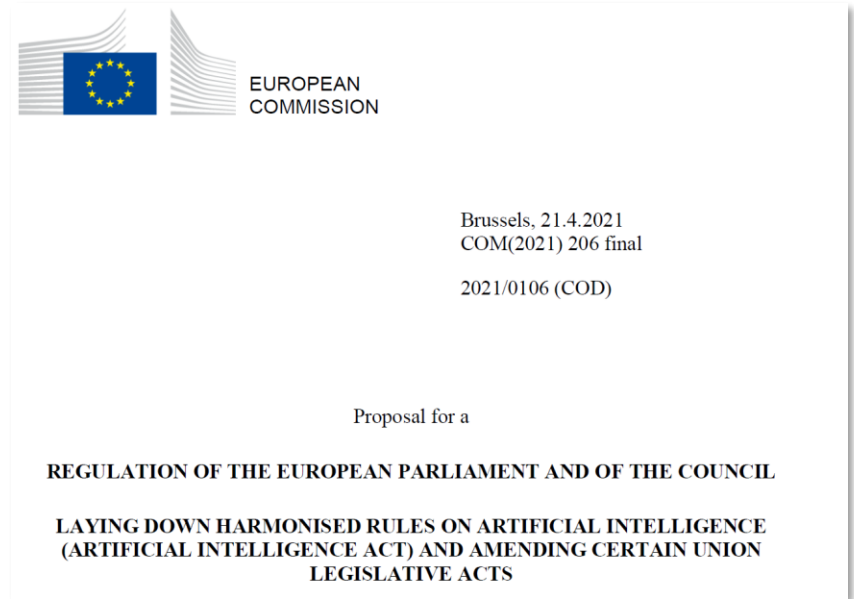 EUROPEAN
COMMISSION
Brussels, 21.4.2021
COM(2021) 206 final
2021/0106 (COD)
Proposal for a
REGULATION OF THE EUROPEAN PARLIAMENT AND OF THE COUNCIL
LAYING DOWN HARMONISED RULES ON ARTIFICIAL INTELLIGENCE
(ARTIFICIAL INTELLIGENCE ACT) AND AMENDING CERTAIN UNION
LEGISLATIVE ACTS